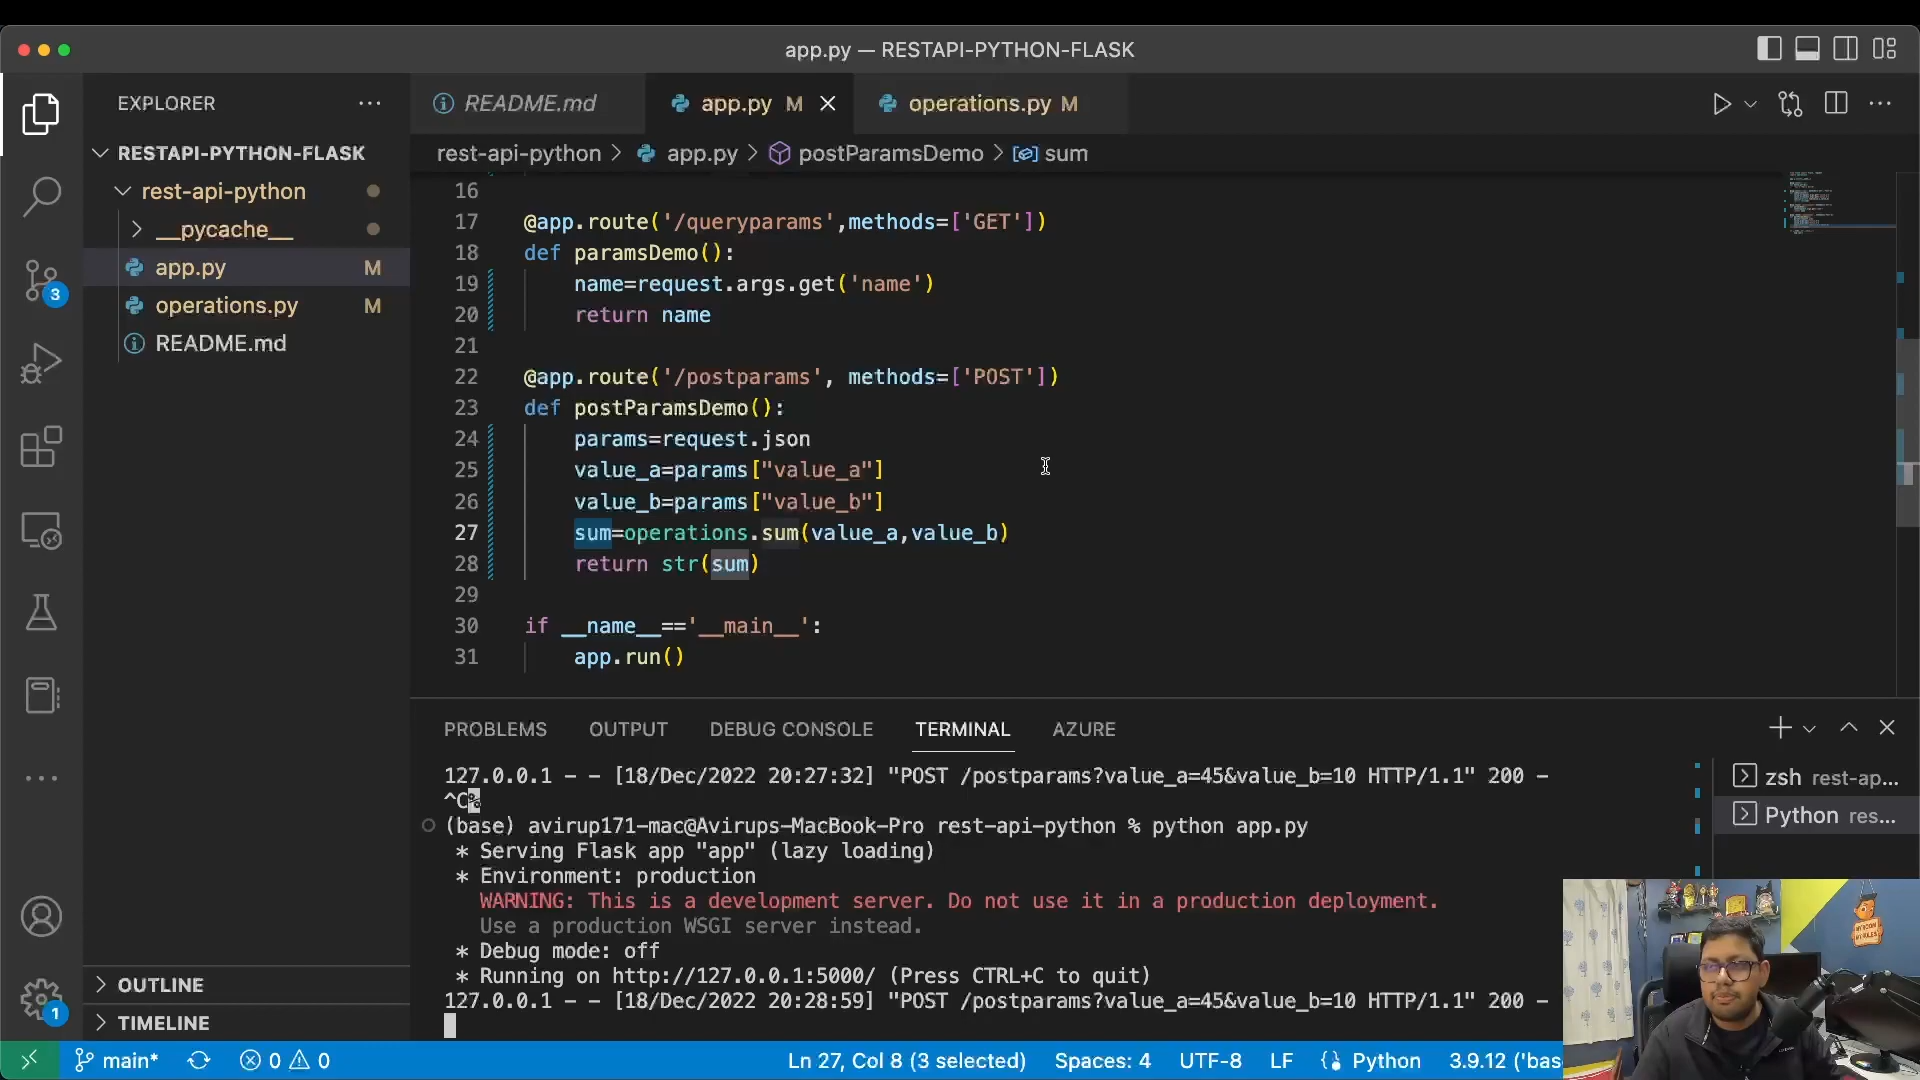 app.py — RESTAPI-PYTHON-FLASK
EXPLORER
README.md
app.py M
operations.py M
RESTAPI-PYTHON-FLASK
rest-api-python > app.py > postParamsDemo > sum
rest-api-python
__pycache__
app.py M
operations.py M
README.md
3
16
17 @app.route('/queryparams',methods=['GET'])
18 def paramsDemo():
19 name=request.args.get('name')
20 return name
21
22 @app.route('/postparams', methods=['POST'])
23 def postParamsDemo():
24 params=request.json
25 value_a=params["value_a"]
26 value_b=params["value_b"]
27 sum=operations.sum(value_a,value_b)
28 return str(sum)
29
30 if __name__=='__main__':
31 app.run()
PROBLEMS OUTPUT DEBUG CONSOLE TERMINAL AZURE
127.0.0.1 - - [18/Dec/2022 20:27:32] "POST /postparams?value_a=45&value_b=10 HTTP/1.1" 200 -
^C%
(base) avirup171-mac@Avirups-MacBook-Pro rest-api-python % python app.py
* Serving Flask app "app" (lazy loading)
* Environment: production
WARNING: This is a development server. Do not use it in a production deployment.
Use a production WSGI server instead.
* Debug mode: off
* Running on http://127.0.0.1:5000/ (Press CTRL+C to quit)
127.0.0.1 - - [18/Dec/2022 20:28:59] "POST /postparams?value_a=45&value_b=10 HTTP/1.1" 200 -
zsh rest-ap...
Python res...
OUTLINE
TIMELINE
1
main* 0 0 Ln 27, Col 8 (3 selected) Spaces: 4 UTF-8 LF Python 3.9.12 ('bas